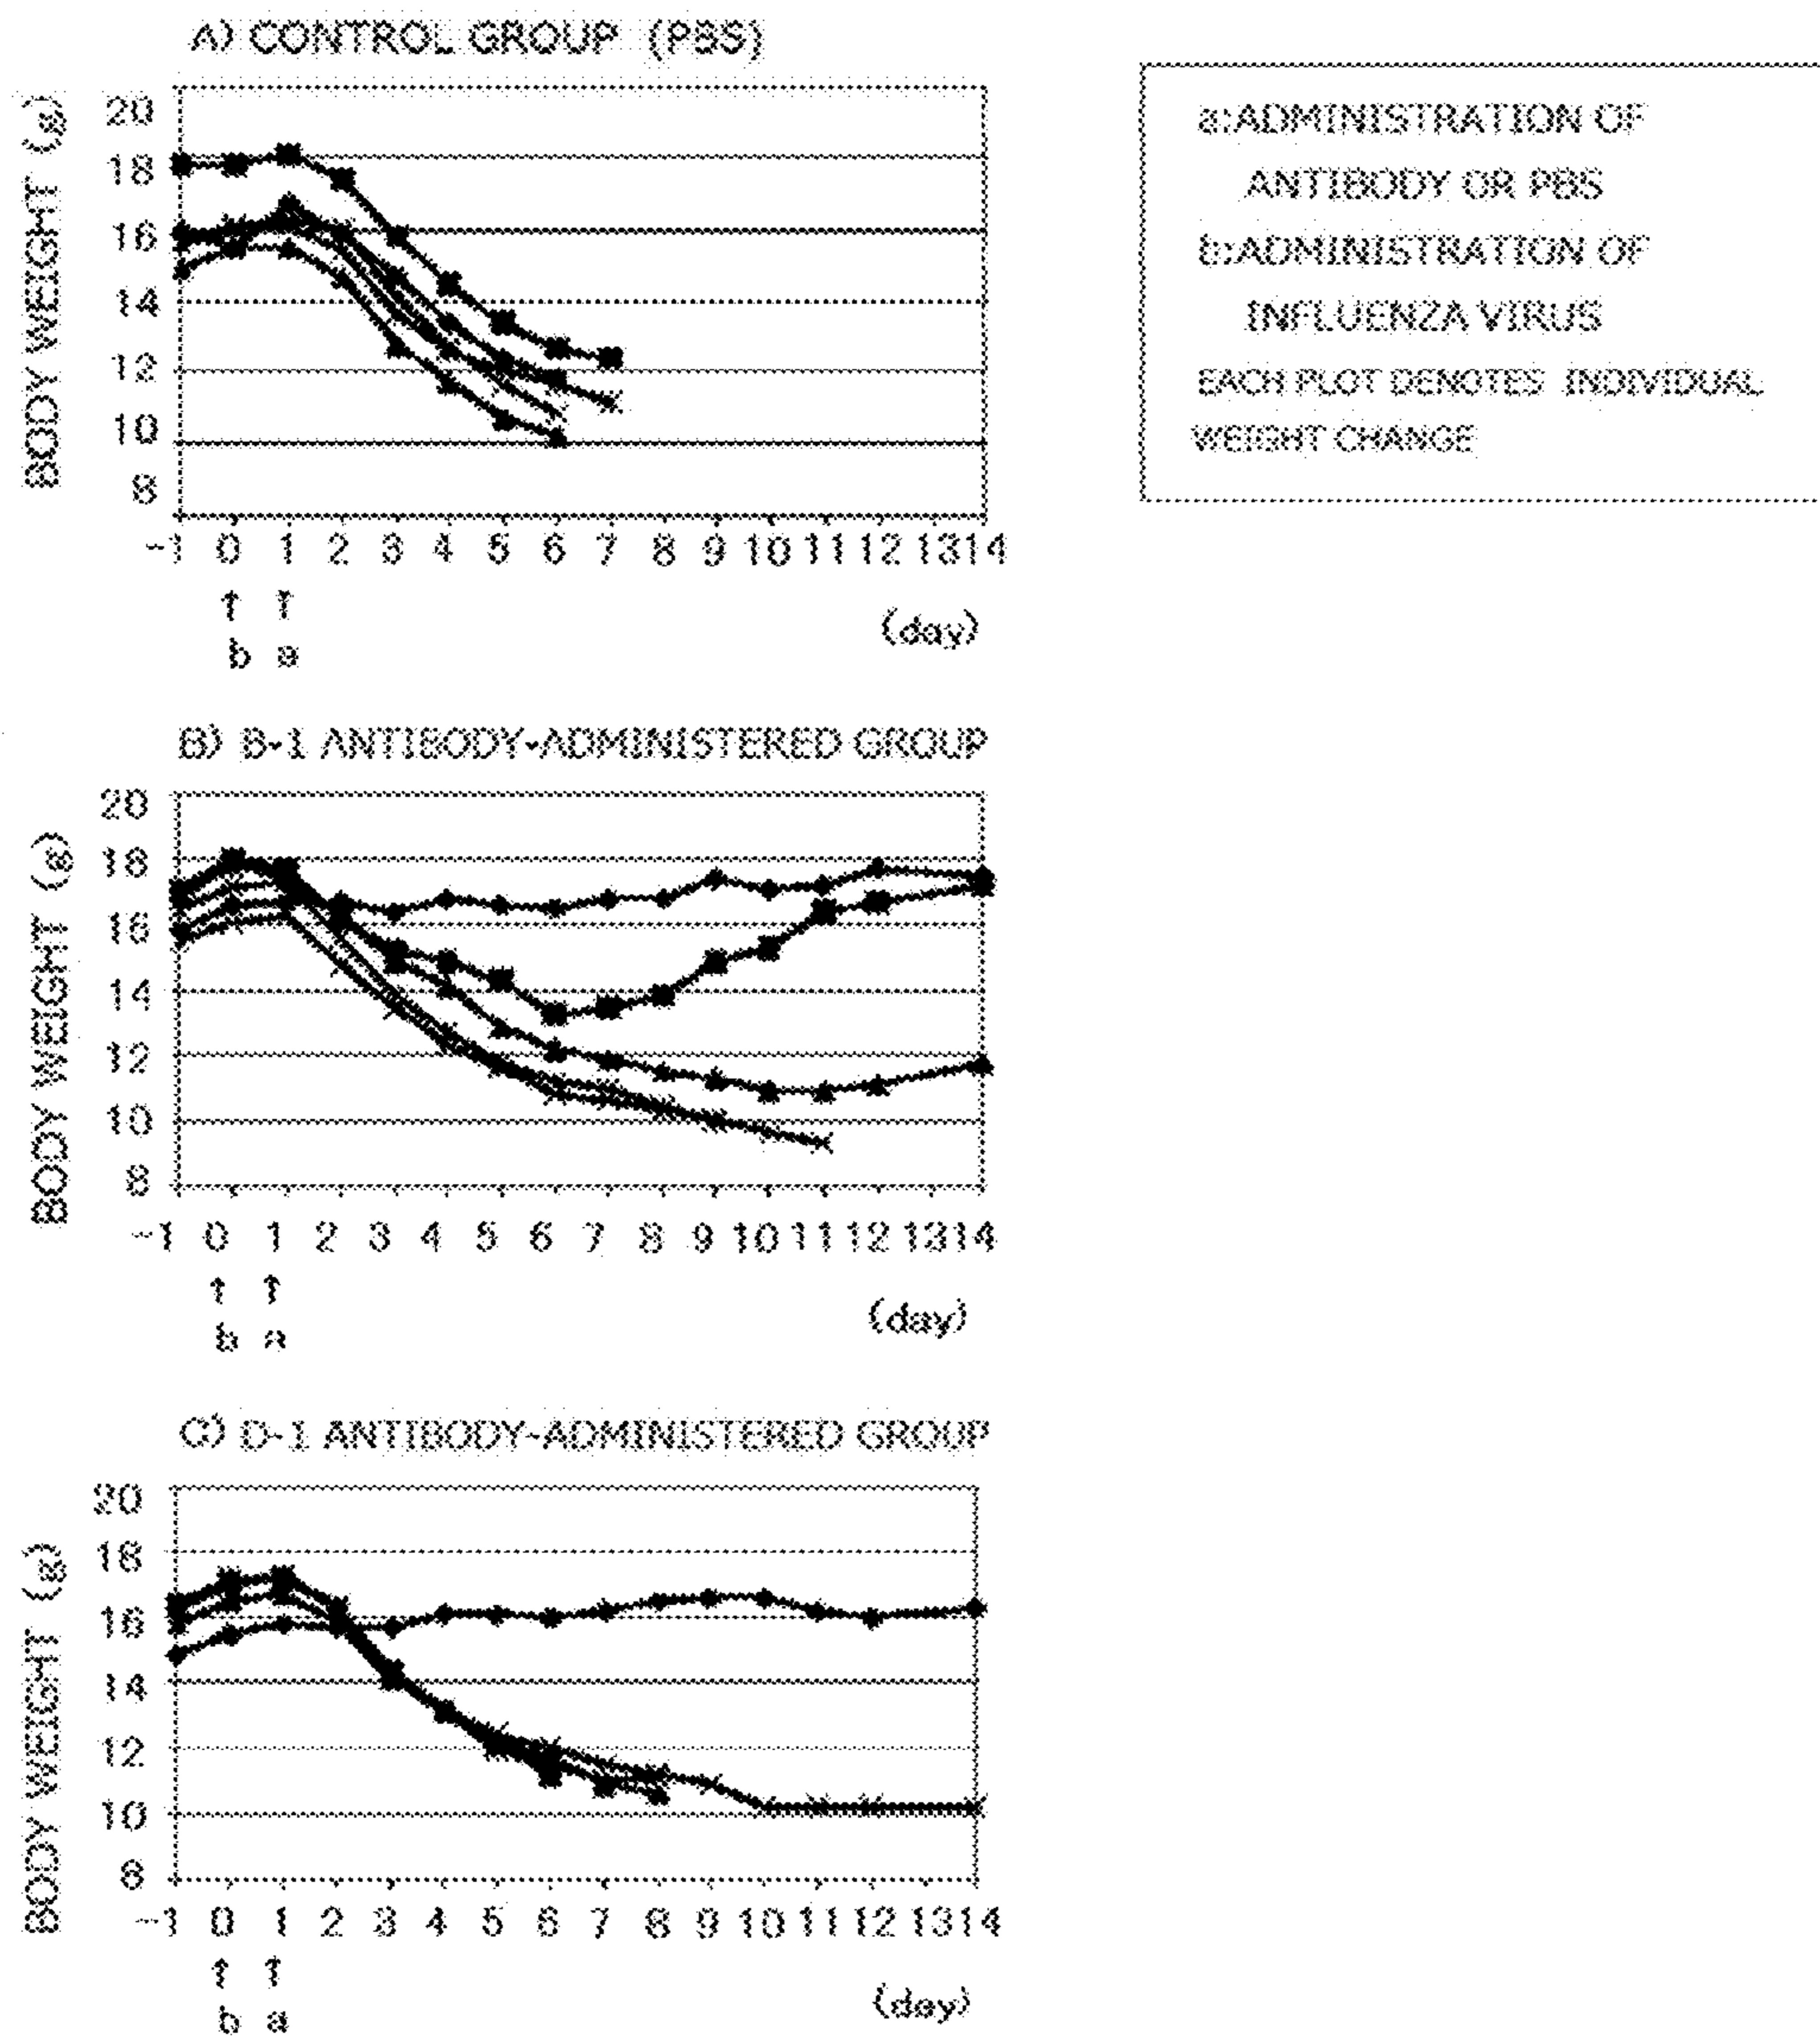 A) CONTROL GROUP (PBS)
BODY WEIGHT (g)
20
18
16
14
12
10
8
-1 0 1 2 3 4 5 6 7 8 9 10 11 12 13 14
↑ ↑
b a
(day)
a:ADMINISTRATION OF
ANTIBODY OR PBS
b:ADMINISTRATION OF
INFLUENZA VIRUS
EACH PLOT DENOTES INDIVIDUAL
WEIGHT CHANGE
B) B-1 ANTIBODY-ADMINISTERED GROUP
BODY WEIGHT (g)
20
18
16
14
12
10
8
-1 0 1 2 3 4 5 6 7 8 9 10 11 12 13 14
↑ ↑
b a
(day)
C) D-1 ANTIBODY-ADMINISTERED GROUP
BODY WEIGHT (g)
20
18
16
14
12
10
8
-1 0 1 2 3 4 5 6 7 8 9 10 11 12 13 14
↑ ↑
b a
(day)